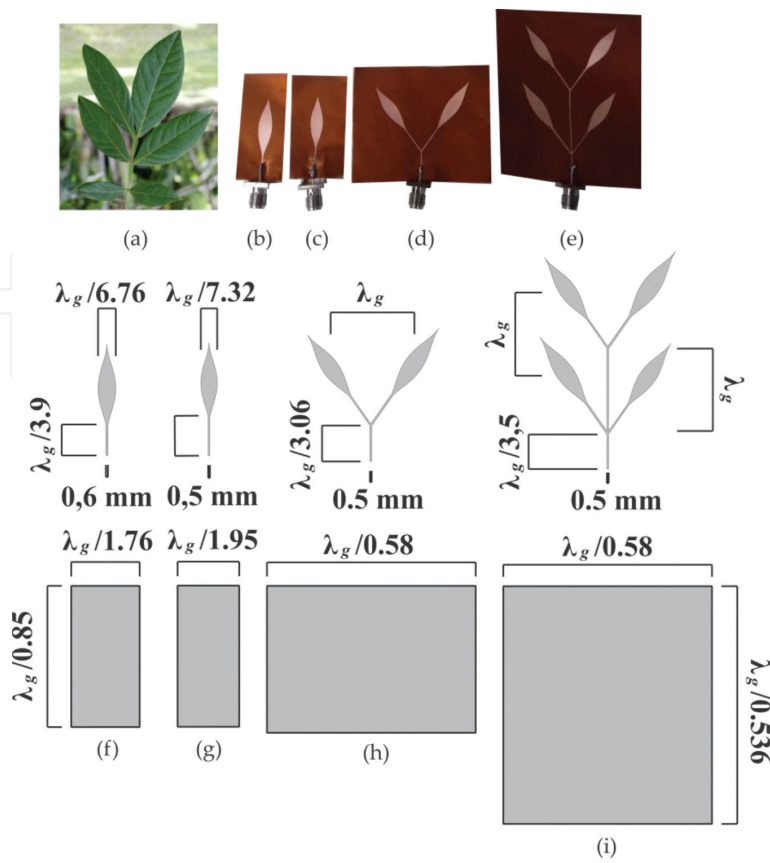 (a)
(b)
(c)
(d)
(e)
λg/6.76
λg/7.32
λg
λg
λg
λg/3.9
λg/3.06
λg/3,5
0,6 mm
0,5 mm
0.5 mm
0.5 mm
λg/1.76
λg/1.95
λg/0.58
λg/0.58
λg/0.85
λg/0.536
(f)
(g)
(h)
(i)